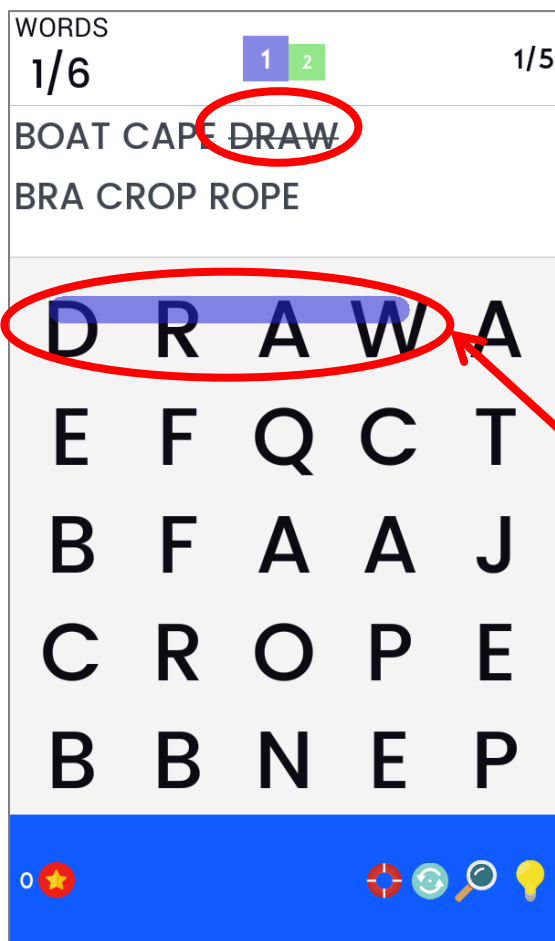 WORDS
1/6
1 2
1/5
BOAT CAPE DRAW
BRA CROP ROPE
D R A W A
E F Q C T
B F A A J
C R O P E
B B N E P
0